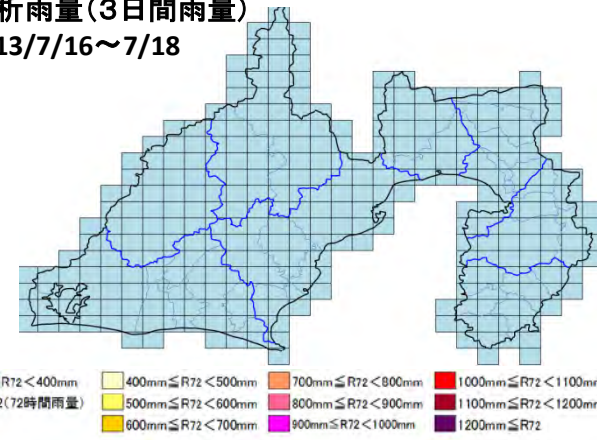 析雨量(3日間雨量)
13/7/16～7/18
R72＜400mm
400mm≦R72＜500mm
700mm≦R72＜800mm
1000mm≦R72＜1100mm
(72時間雨量)
500mm≦R72＜600mm
800mm≦R72＜900mm
1100mm≦R72＜1200mm
600mm≦R72＜700mm
900mm≦R72＜1000mm
1200mm≦R72